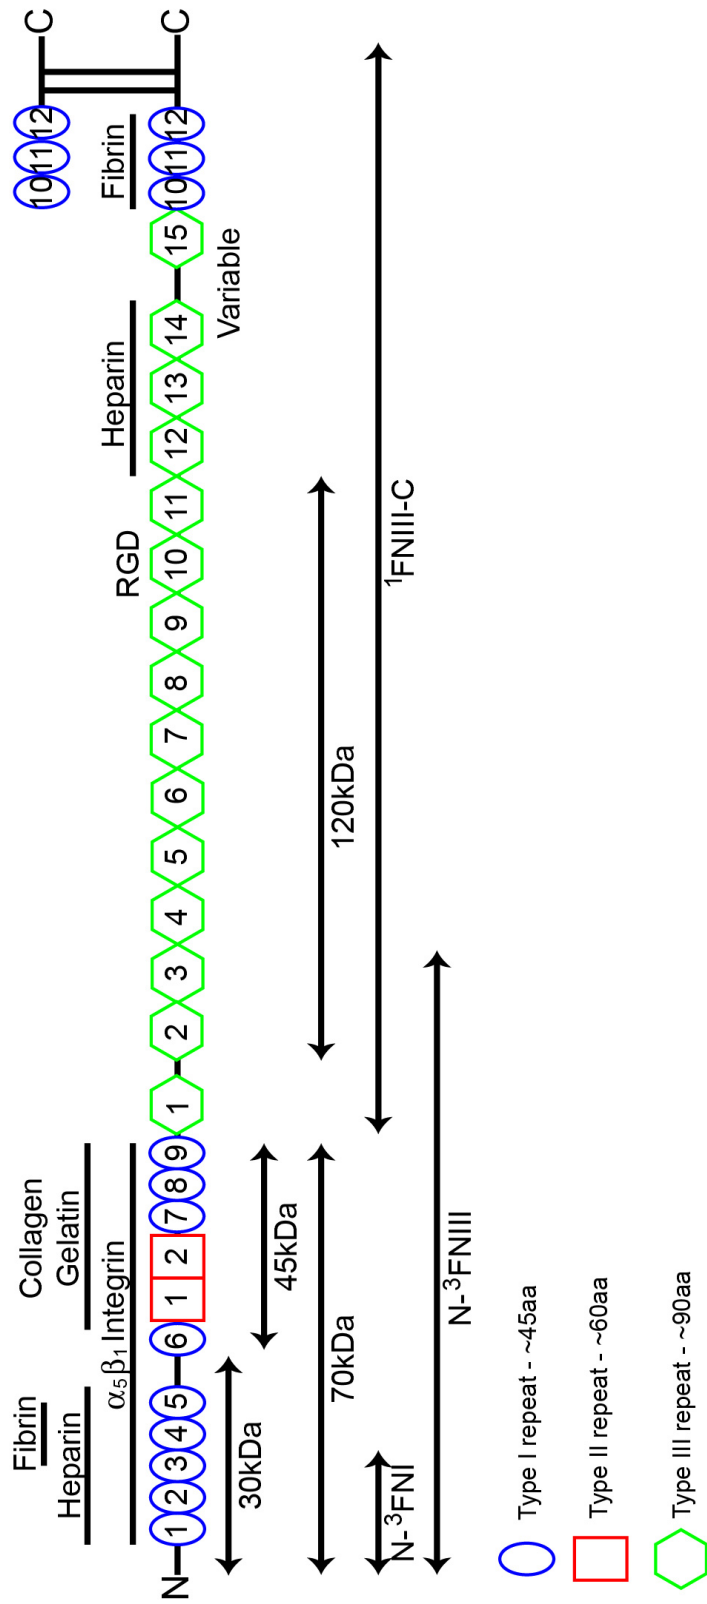 10 11 12 C
Fibrin Collagen
Heparin Gelatin Heparin Fibrin
α5β1 Integrin RGD
N 1 2 3 4 5 6 1 2 7 8 9 1 2 3 4 5 6 7 8 9 10 11 12 13 14 15 10 11 12 C
Variable
30kDa
45kDa
70kDa 120kDa
N-³FNI ¹FNIII-C
N-³FNIII
Type I repeat - ~45aa
Type II repeat - ~60aa
Type III repeat - ~90aa